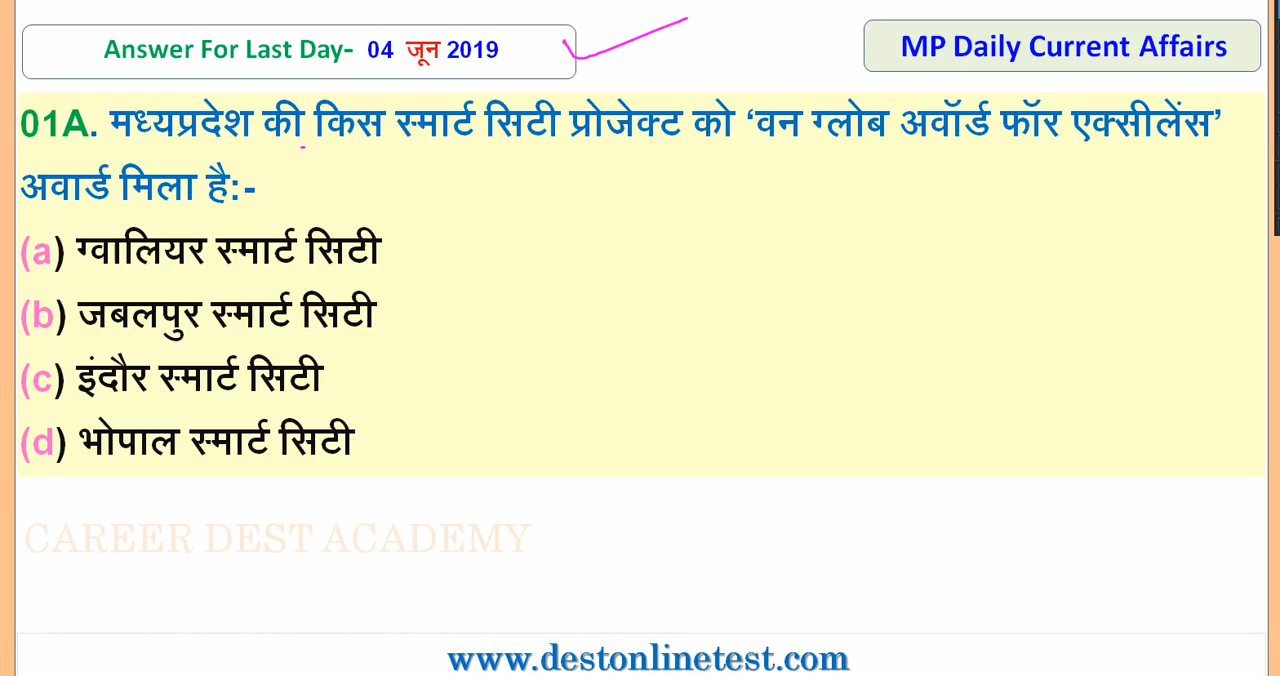 Answer For Last Day- 04 जून 2019
MP Daily Current Affairs
01A. मध्यप्रदेश की किस स्मार्ट सिटी प्रोजेक्ट को ‘वन ग्लोब अवॉर्ड फॉर एक्सीलेंस’
अवार्ड मिला है:-
(a) ग्वालियर स्मार्ट सिटी
(b) जबलपुर स्मार्ट सिटी
(c) इंदौर स्मार्ट सिटी
(d) भोपाल स्मार्ट सिटी
CAREER DEST ACADEMY
www.destonlinetest.com